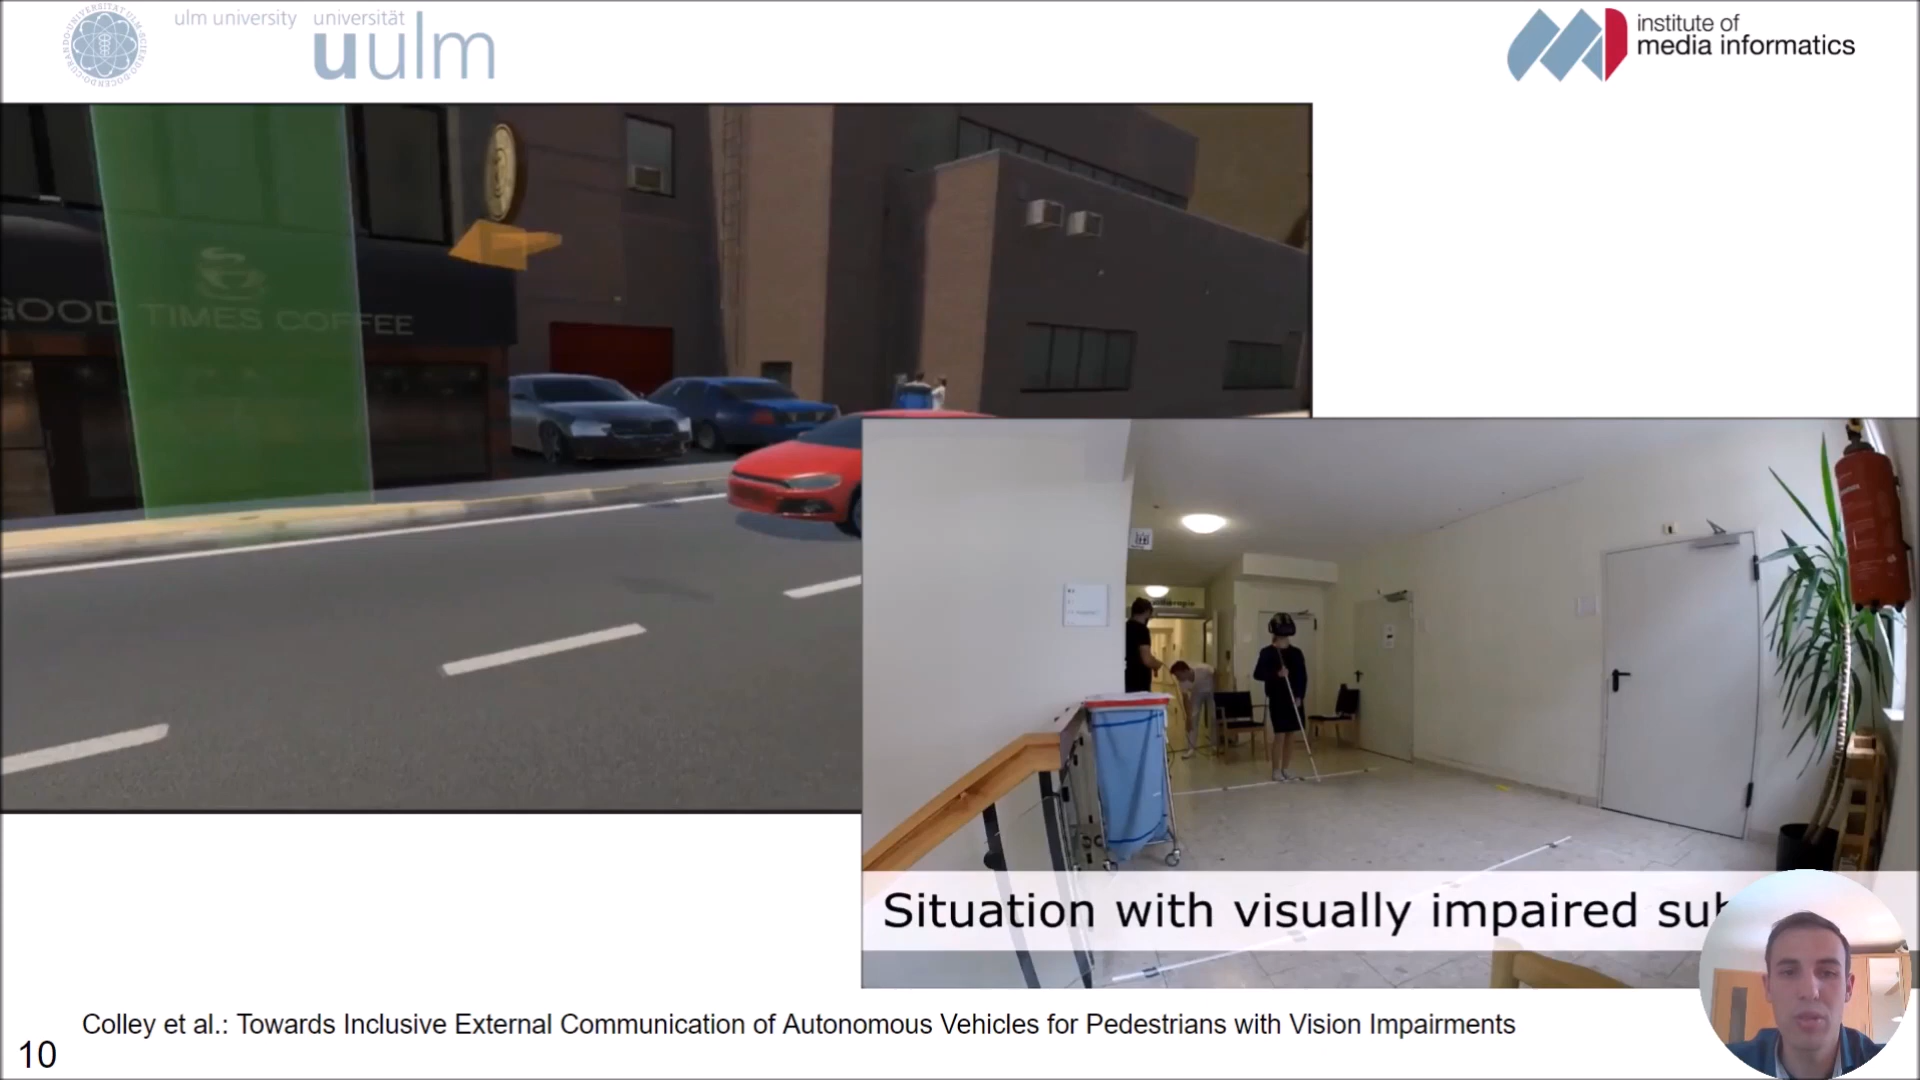 ulm university universität
uulm
institute of
media informatics
GOOD TIMES COFFEE
Situation with visually impaired
Colley et al.: Towards Inclusive External Communication of Autonomous Vehicles for Pedestrians with Vision Impairments
10